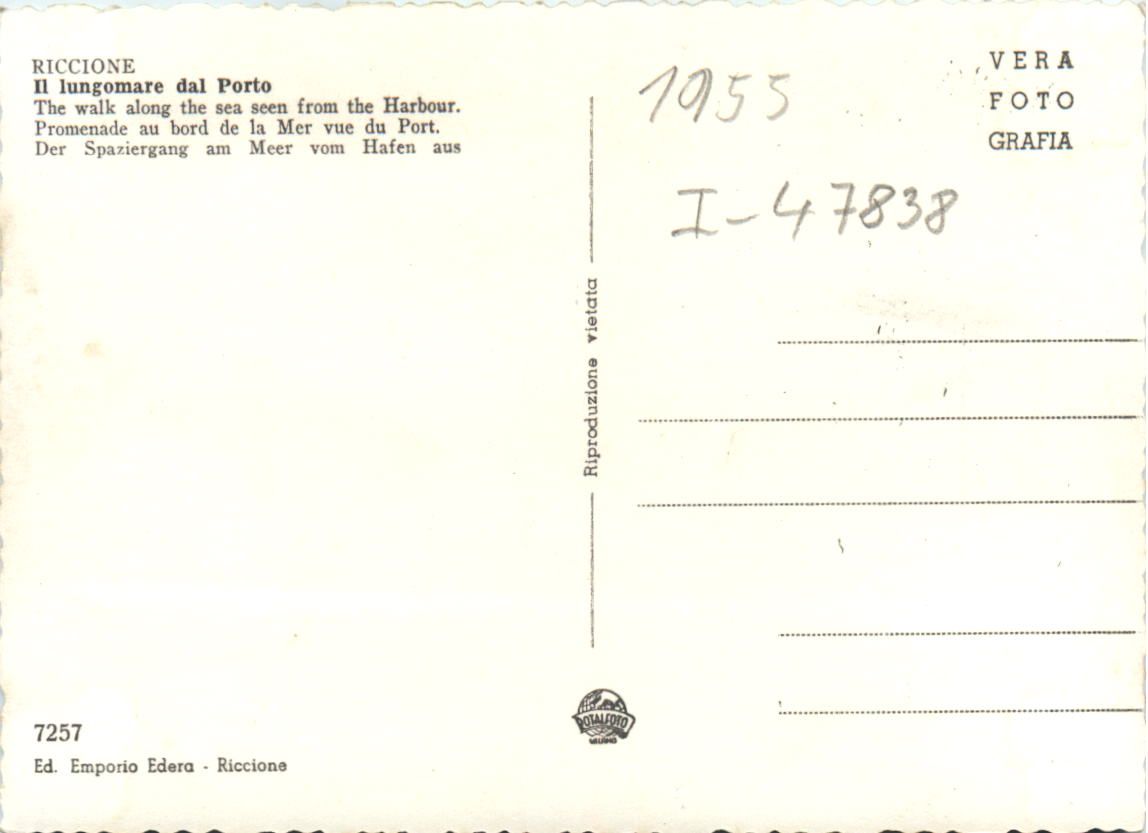 RICCIONE
Il lungomare dal Porto
The walk along the sea seen from the Harbour.
Promenade au bord de la Mer vue du Port.
Der Spaziergang am Meer vom Hafen aus
1955
I-47838
VERA
FOTO
GRAFIA
Riproduzione vietata
7257
Ed. Emporio Edera - Riccione
ROTALFOTO
MILANO